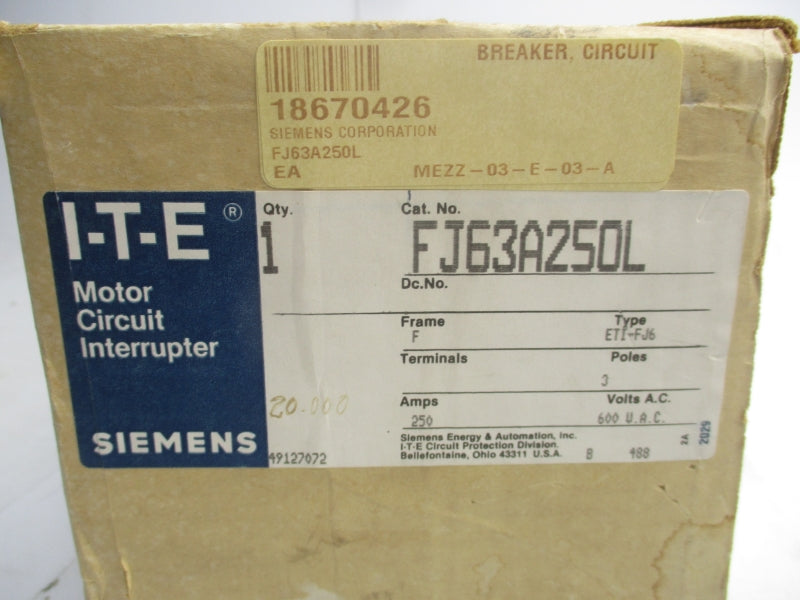 BREAKER, CIRCUIT
18670426
SIEMENS CORPORATION
FJ63A250L
EA MEZZ-03-E-03-A
I-T-E ®
Motor
Circuit
Interrupter
SIEMENS
Qty. Cat. No.
1 FJ63A250L
Dc.No.
Frame Type
F ETI-FJ6
Terminals Poles
3
20.000
Amps Volts A.C.
250 600 V.A.C.
Siemens Energy & Automation, Inc.
I-T-E Circuit Protection Division.
Bellefontaine, Ohio 43311 U.S.A. B 488
49127072
2A
2029